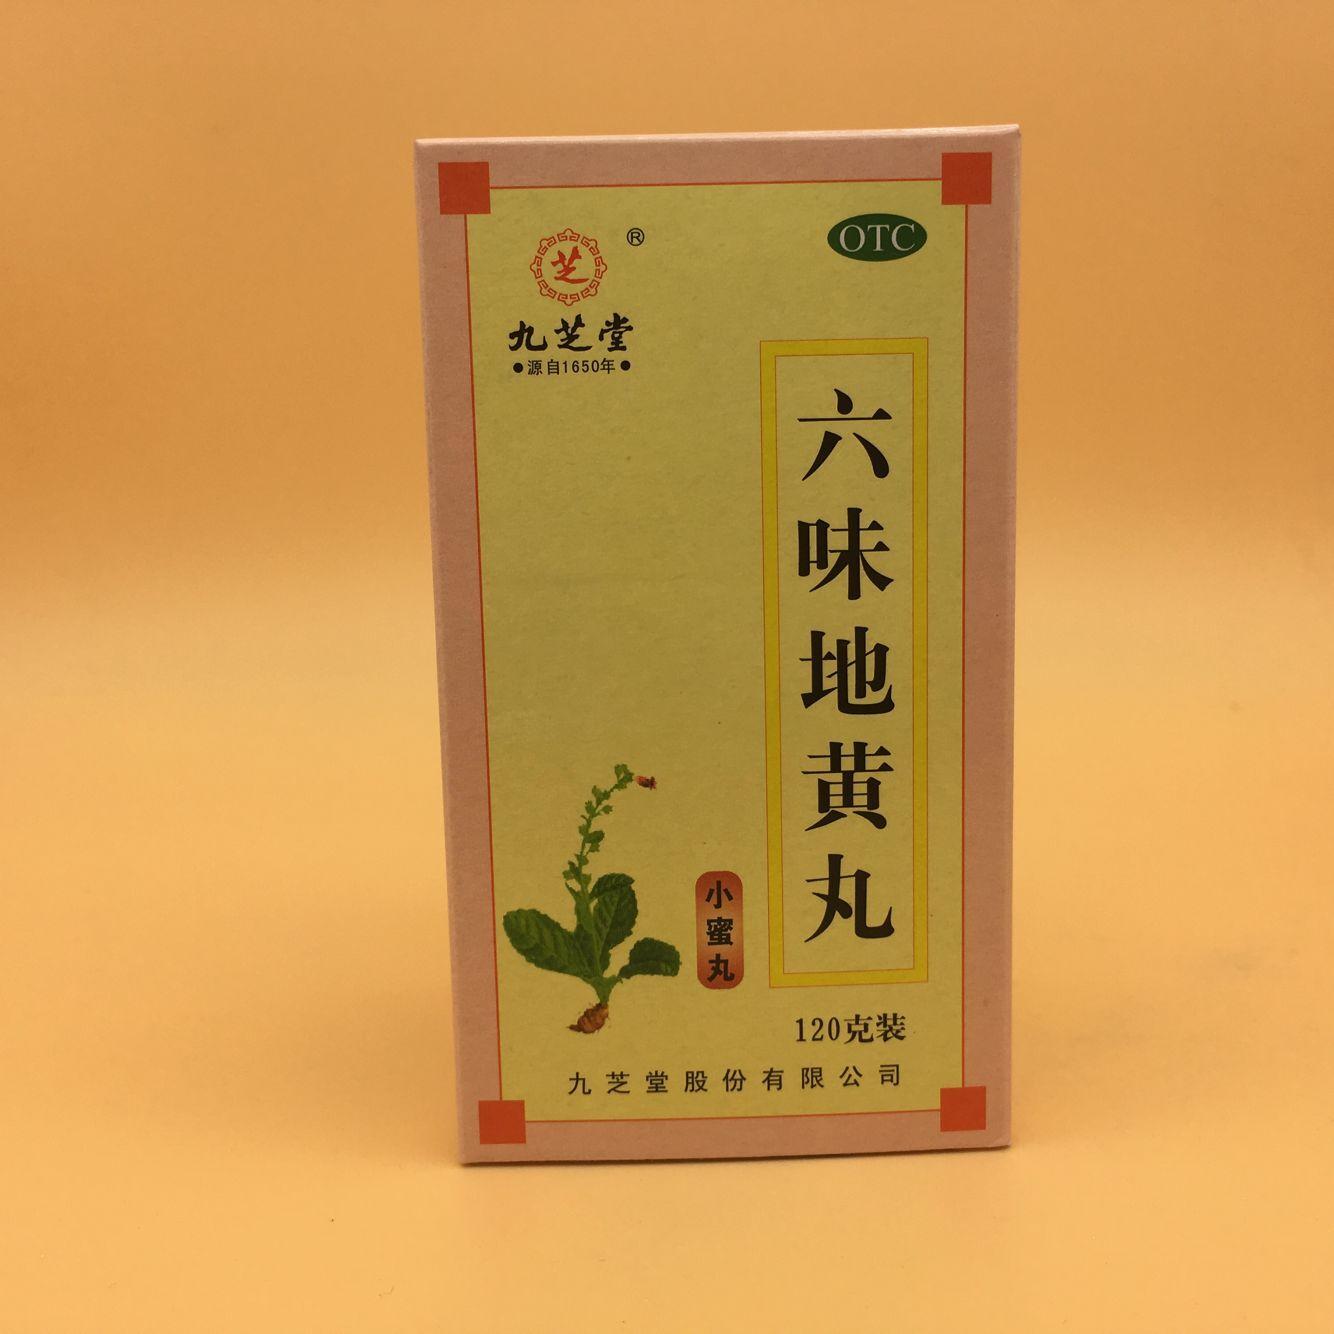 芝
®
九芝堂
●源自1650年●
OTC
六味地黄丸
小蜜丸
120克装
九芝堂股份有限公司